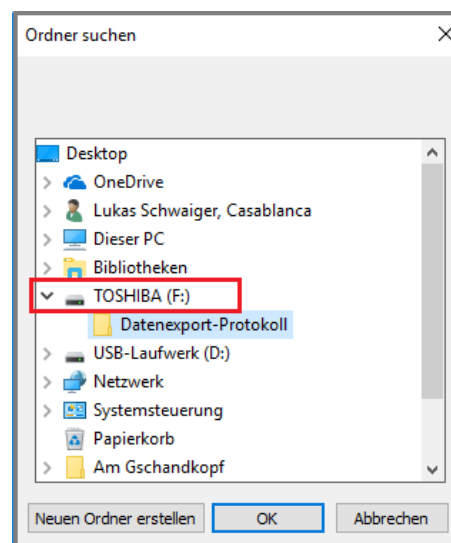 Ordner suchen
Desktop
OneDrive
Lukas Schwaiger, Casablanca
Dieser PC
Bibliotheken
TOSHIBA (F:)
Datenexport-Protokoll
USB-Laufwerk (D:)
Netzwerk
Systemsteuerung
Papierkorb
Am Gschandkopf
Neuen Ordner erstellen OK Abbrechen